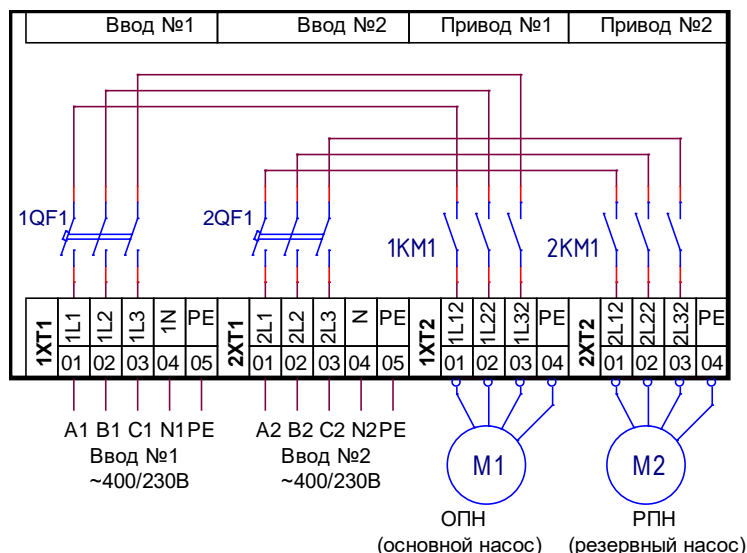 Ввод №1 Ввод №2 Привод №1 Привод №2
1QF1 2QF1 1KM1 2KM1
1XT1 1L1 1L2 1L3 1N PE 2XT1 2L1 2L2 2L3 N PE 1XT2 1L12 1L22 1L32 PE 2XT2 2L12 2L22 2L32 PE
01 02 03 04 05 01 02 03 04 05 01 02 03 04 01 02 03 04
A1 B1 C1 N1 PE A2 B2 C2 N2 PE
Ввод №1 Ввод №2
~400/230В ~400/230В
M1 M2
ОПН РПН
(основной насос) (резервный насос)